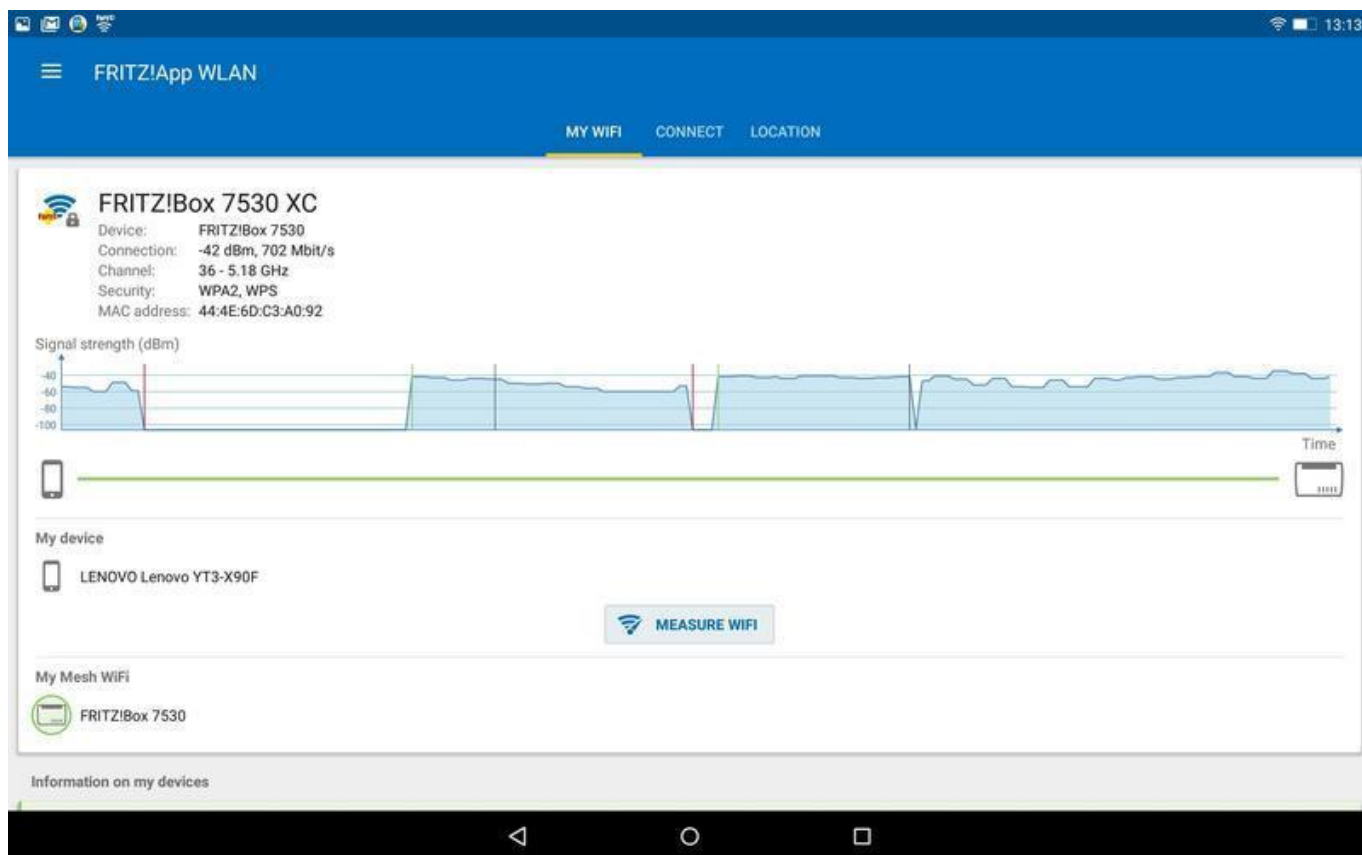 13:13
FRITZ!App WLAN
MY WIFI CONNECT LOCATION
FRITZ!Box 7530 XC
Device: FRITZ!Box 7530
Connection: -42 dBm, 702 Mbit/s
Channel: 36 - 5.18 GHz
Security: WPA2, WPS
MAC address: 44:4E:6D:C3:A0:92
Signal strength (dBm)
-40
-60
-80
-100
Time
My device
LENOVO Lenovo YT3-X90F
MEASURE WIFI
My Mesh WiFi
FRITZ!Box 7530
Information on my devices